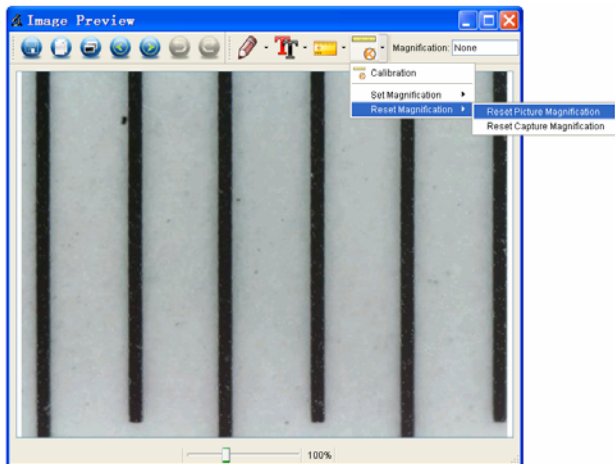 Image Preview
Magnification: None
Calibration
Set Magnification
Reset Magnification
Reset Picture Magnification
Reset Capture Magnification
100%